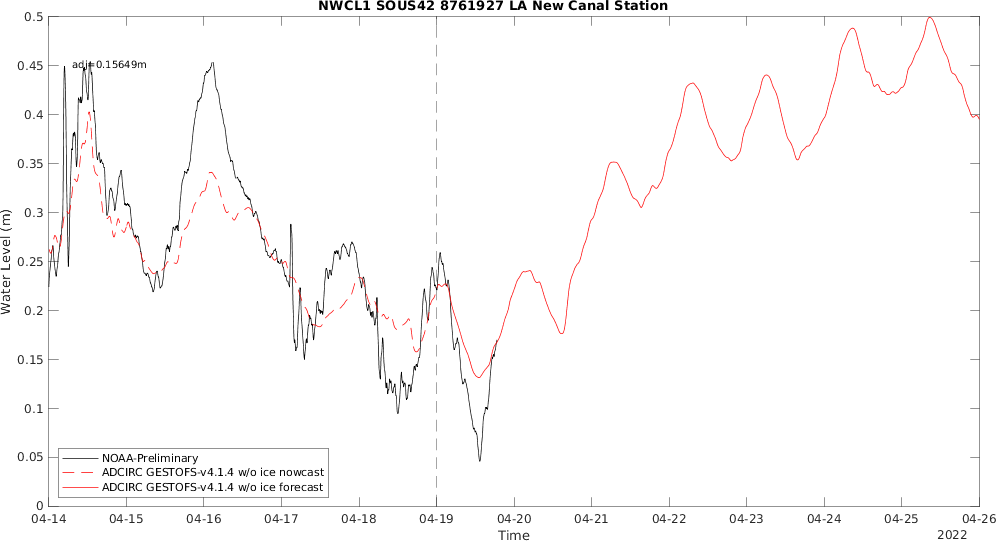 NWCL1 SOUS42 8761927 LA New Canal Station
0.5
0.45
0.4
0.35
0.3
0.25
0.2
0.15
0.1
0.05
0
Water Level (m)
adj=0.15649m
NOAA-Preliminary
ADCIRC GESTOFS-v4.1.4 w/o ice nowcast
ADCIRC GESTOFS-v4.1.4 w/o ice forecast
04-14 04-15 04-16 04-17 04-18 04-19 04-20 04-21 04-22 04-23 04-24 04-25 04-26
Time
2022